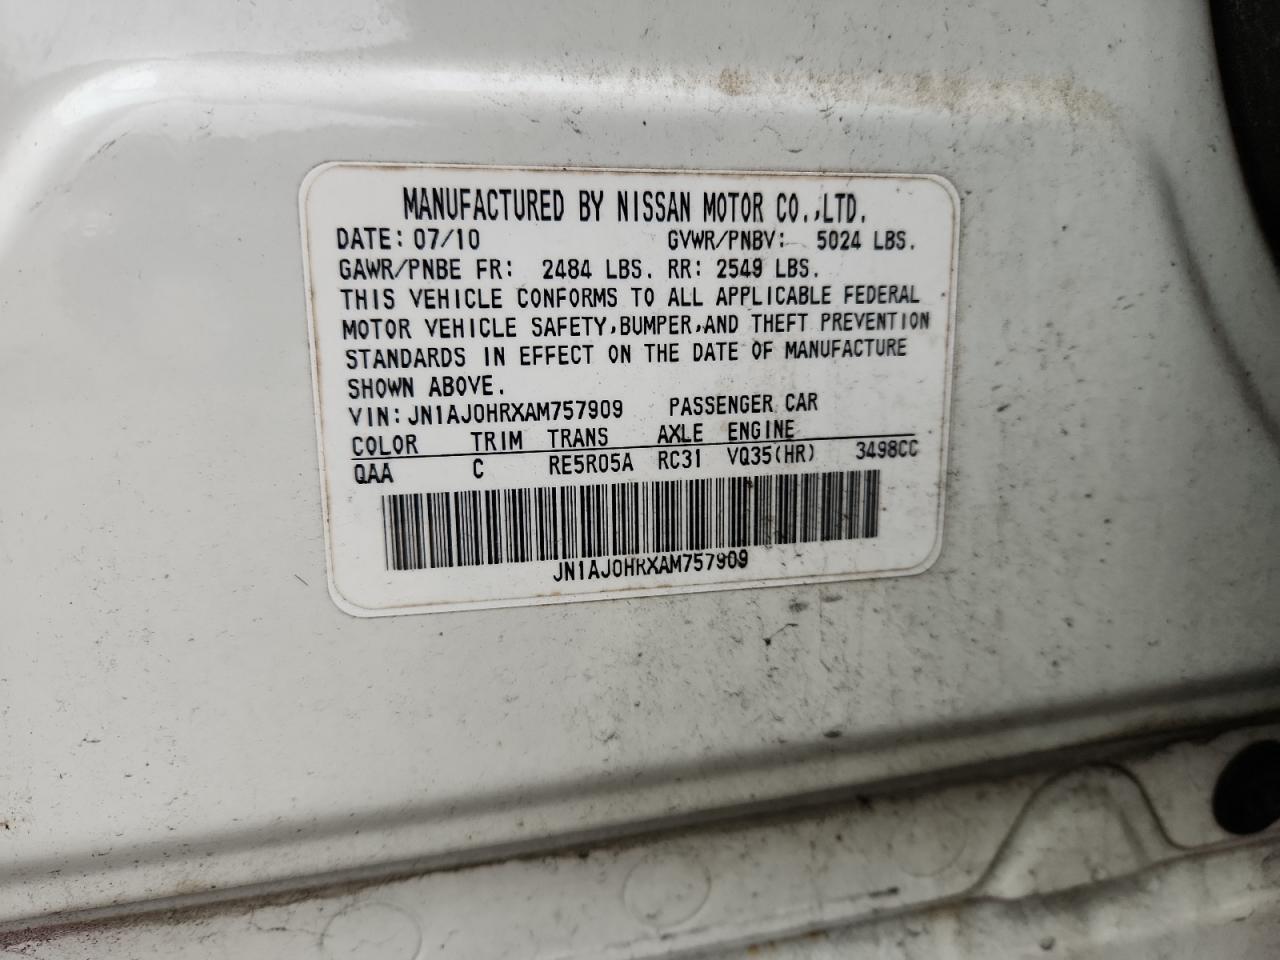 MANUFACTURED BY NISSAN MOTOR CO.,LTD.
DATE: 07/10 GVWR/PNBV: 5024 LBS.
GAWR/PNBE FR: 2484 LBS. RR: 2549 LBS.
THIS VEHICLE CONFORMS TO ALL APPLICABLE FEDERAL
MOTOR VEHICLE SAFETY,BUMPER,AND THEFT PREVENTION
STANDARDS IN EFFECT ON THE DATE OF MANUFACTURE
SHOWN ABOVE.
VIN: JN1AJ0HRXAM757909 PASSENGER CAR
COLOR TRIM TRANS AXLE ENGINE
QAA C RE5R05A RC31 VQ35(HR) 3498CC
JN1AJ0HRXAM757909